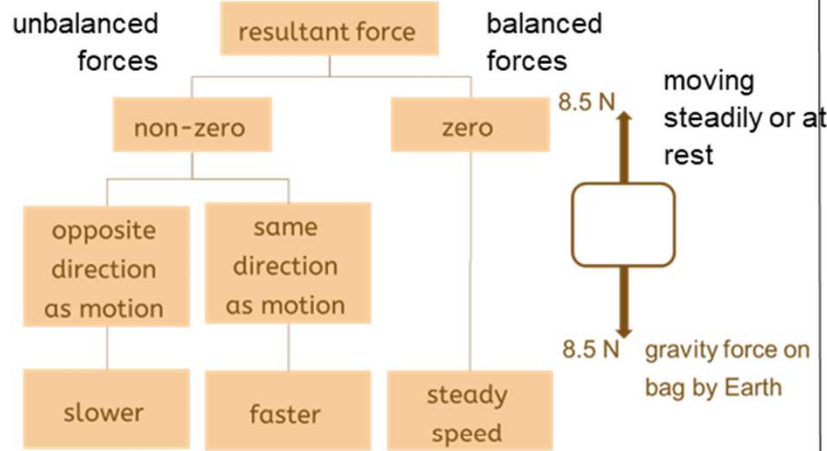 unbalanced
forces
resultant force
balanced
forces
non-zero
zero
8.5 N
moving
steadily or at
rest
opposite
direction
as motion
same
direction
as motion
slower
faster
steady
speed
8.5 N
gravity force on
bag by Earth